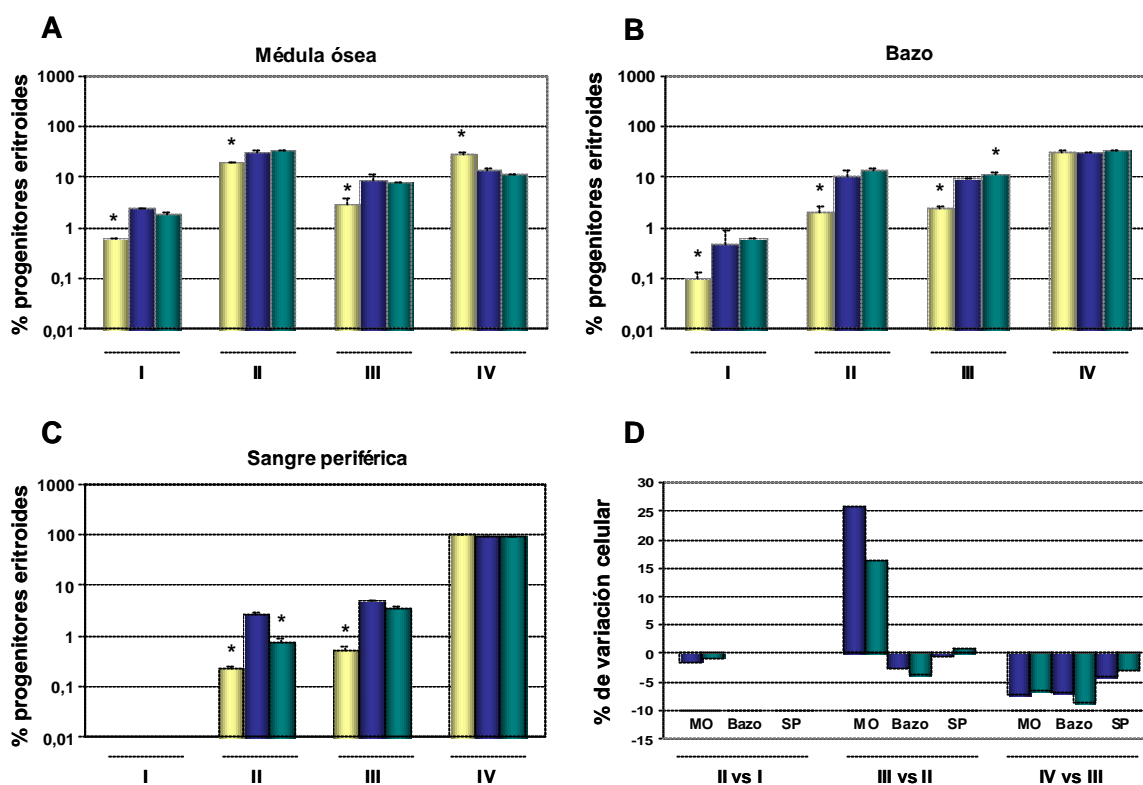 A
Médula ósea
% progenitores eritroides
1000
100
10
1
0,1
0,01
*
*
*
*
I
II
III
IV
B
Bazo
% progenitores eritroides
1000
100
10
1
0,1
0,01
*
*
*
*
I
II
III
IV
C
Sangre periférica
% progenitores eritroides
1000
100
10
1
0,1
0,01
*
*
*
I
II
III
IV
D
% de variación celular
30
25
20
15
10
5
0
-5
-10
-15
MO Bazo SP
MO Bazo SP
MO Bazo SP
II vs I
III vs II
IV vs III